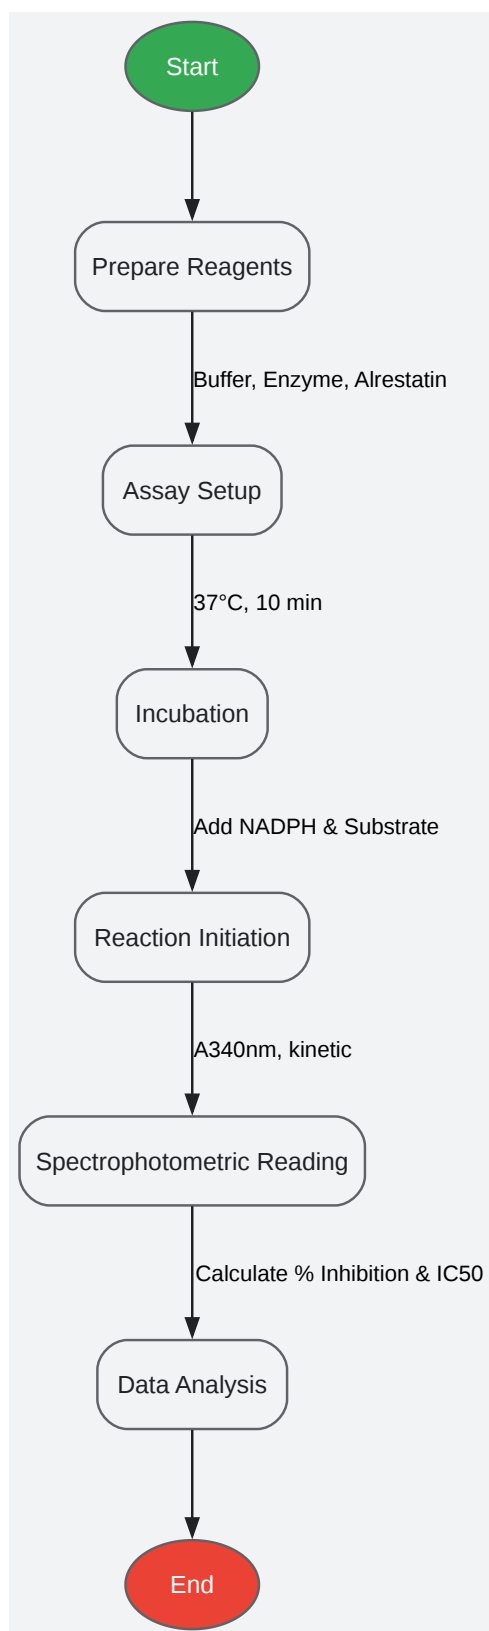 Start
Prepare Reagents
Buffer, Enzyme, Alrestatin
Assay Setup
37°C, 10 min
Incubation
Add NADPH & Substrate
Reaction Initiation
A340nm, kinetic
Spectrophotometric Reading
Calculate % Inhibition & IC50
Data Analysis
End